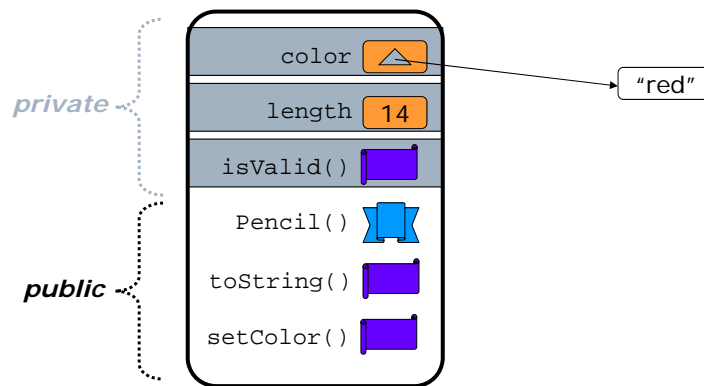 color
“red”
private
length
14
isValid()
Pencil()
public
toString()
setColor()